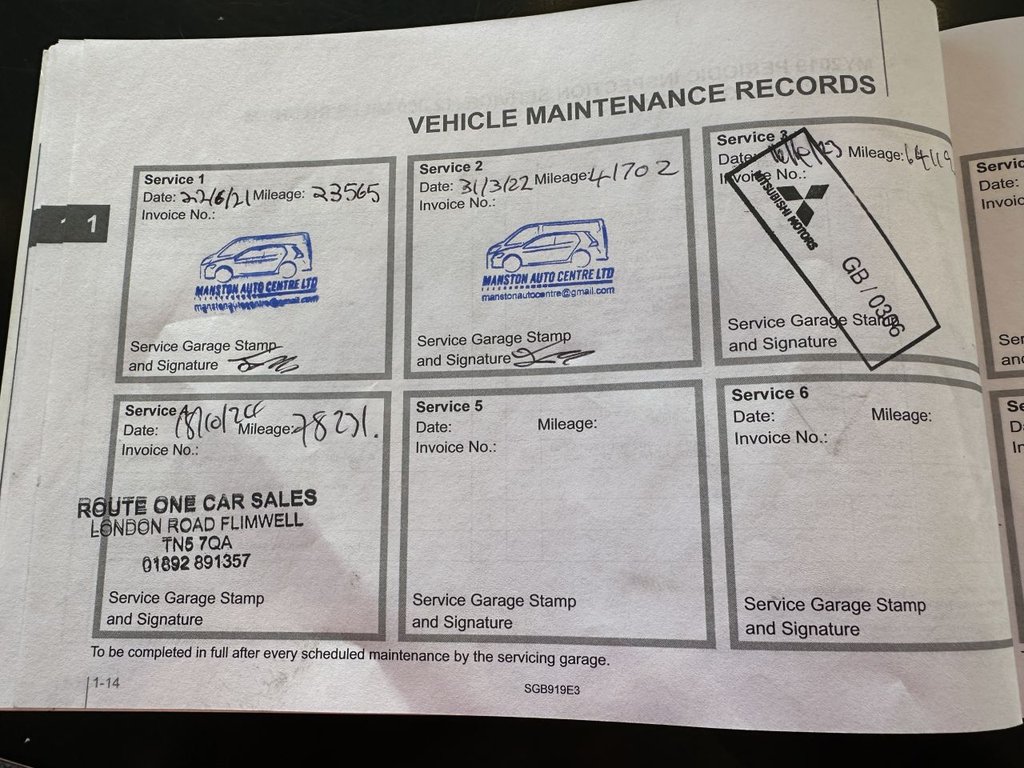 VEHICLE MAINTENANCE RECORDS
1
Service 1
Date: 22/6/21 Mileage: 23565
Invoice No.:
MANSTON AUTO CENTRE LTD
manstonautocentre@gmail.com
Service Garage Stamp
and Signature
Service 2
Date: 31/3/22 Mileage: 41702
Invoice No.:
MANSTON AUTO CENTRE LTD
manstonautocentre@gmail.com
Service Garage Stamp
and Signature
Service 3
Date: Mileage:
Invoice No.:
MITSUBISHI MOTORS
GB / 0366
Service Garage Stamp
and Signature
Service 4
Date: Mileage: 78231.
Invoice No.:
ROUTE ONE CAR SALES
LONDON ROAD FLIMWELL
TN5 7QA
01892 891357
Service Garage Stamp
and Signature
Service 5
Date: Mileage:
Invoice No.:
Service Garage Stamp
and Signature
Service 6
Date: Mileage:
Invoice No.:
Service Garage Stamp
and Signature
To be completed in full after every scheduled maintenance by the servicing garage.
1-14
SGB919E3